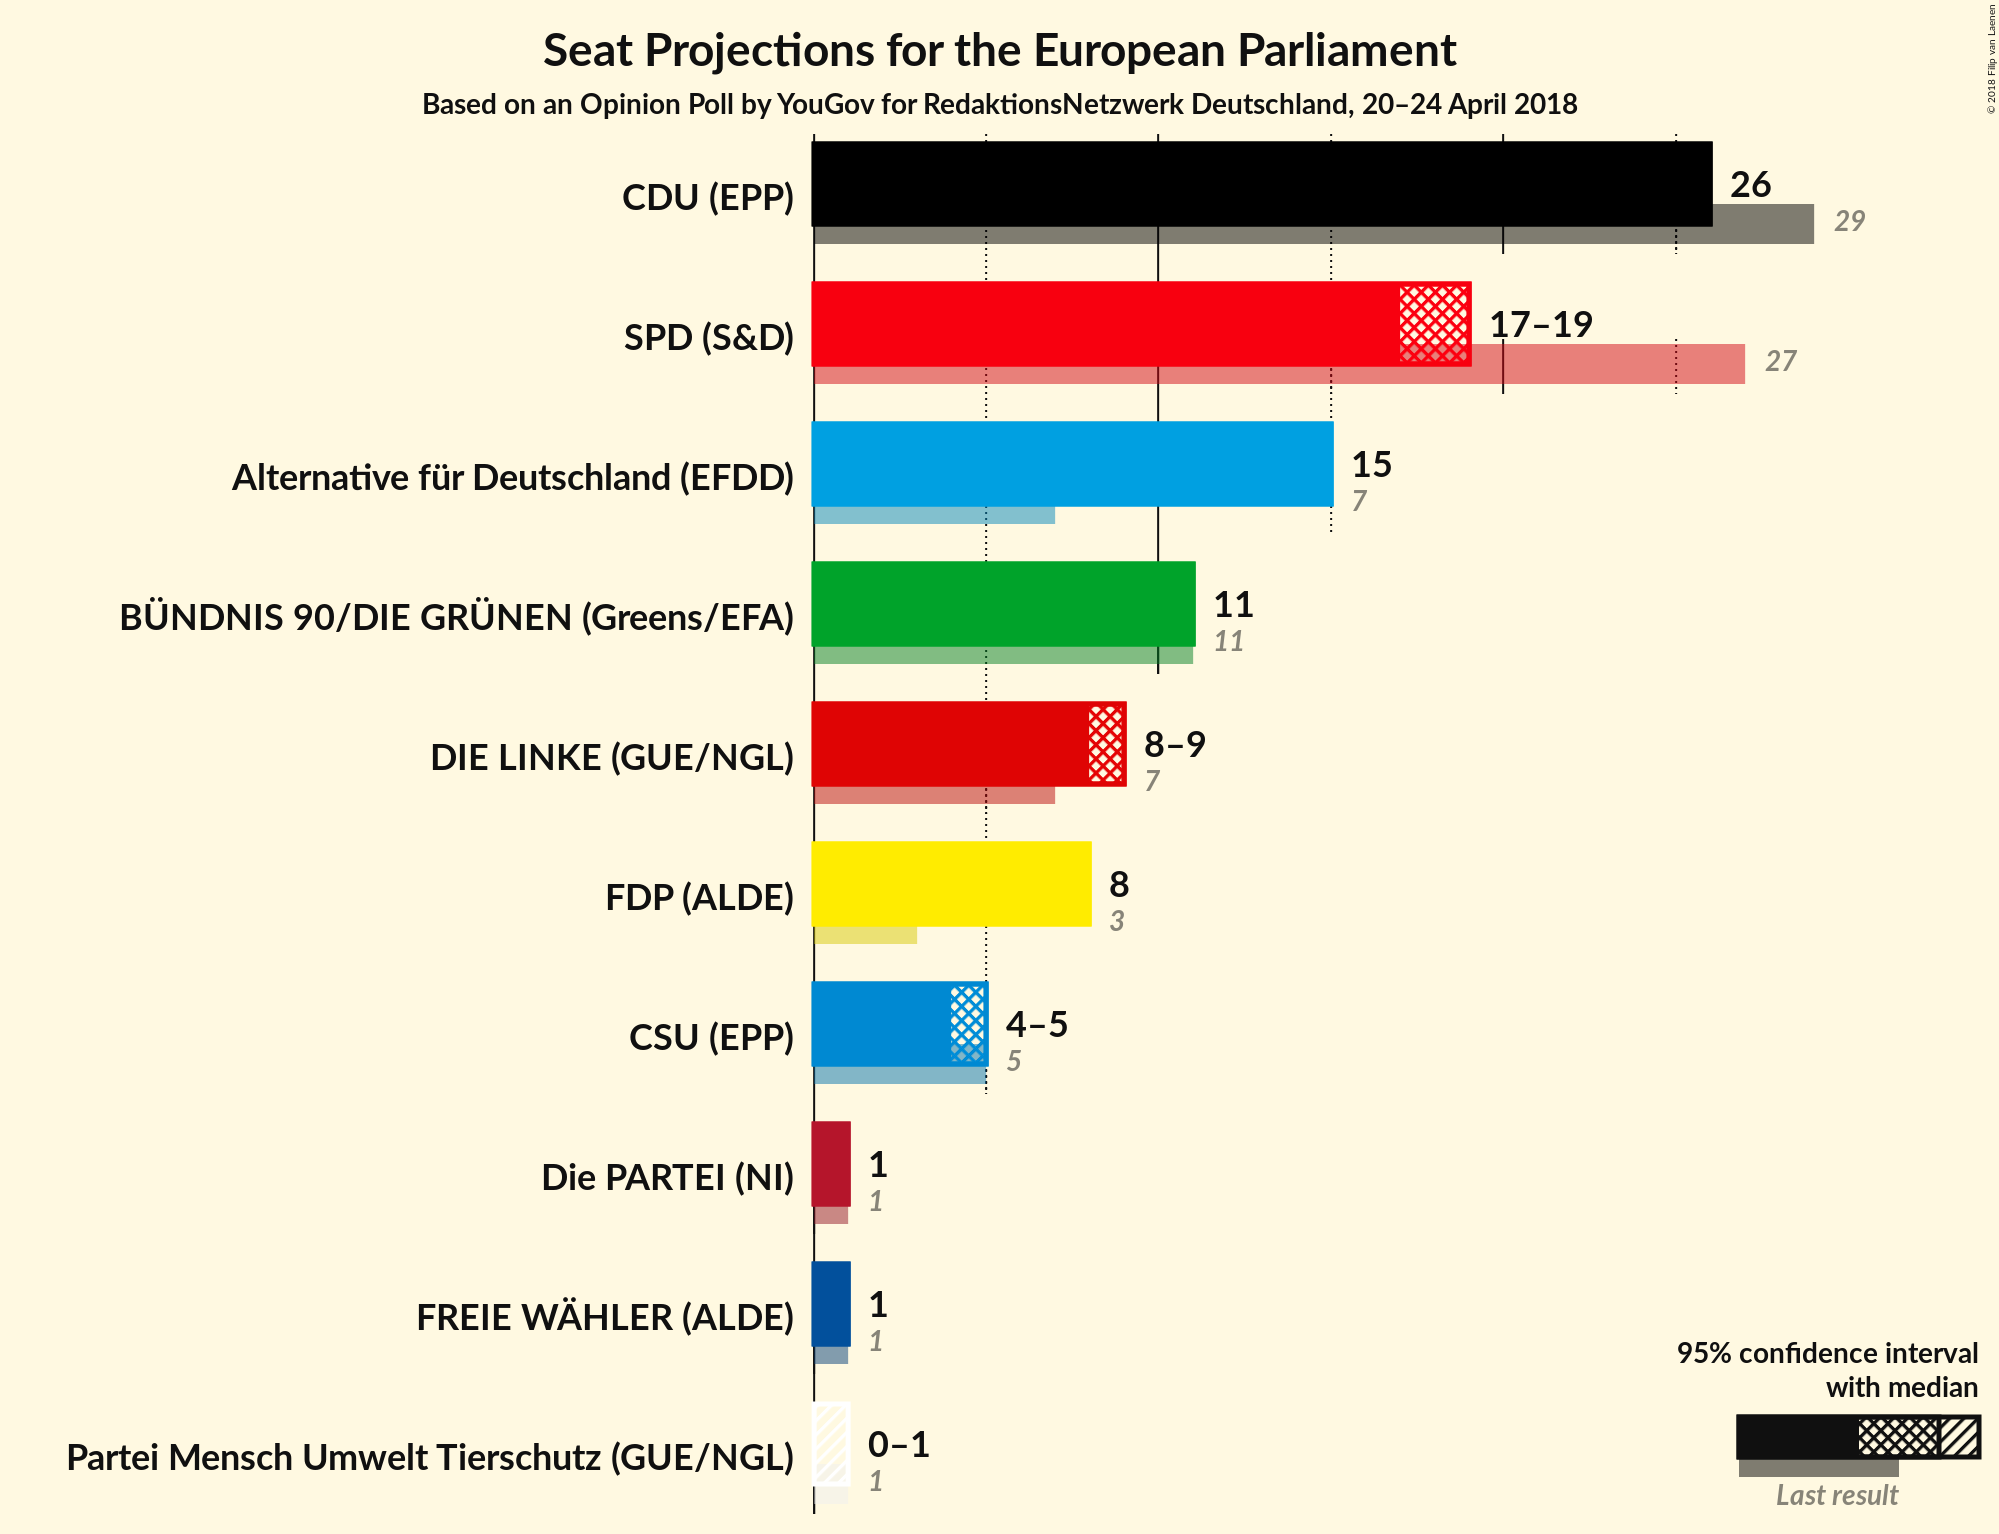 Seat Projections for the European Parliament
Based on an Opinion Poll by YouGov for RedaktionsNetzwerk Deutschland, 20–24 April 2018
© 2018 Filip van Laenen
CDU (EPP)
26
29
SPD (S&D)
17–19
27
Alternative für Deutschland (EFDD)
15
7
BÜNDNIS 90/DIE GRÜNEN (Greens/EFA)
11
11
DIE LINKE (GUE/NGL)
8–9
7
FDP (ALDE)
8
3
CSU (EPP)
4–5
5
Die PARTEI (NI)
1
1
FREIE WÄHLER (ALDE)
1
1
Partei Mensch Umwelt Tierschutz (GUE/NGL)
0–1
1
95% confidence interval
with median
Last result